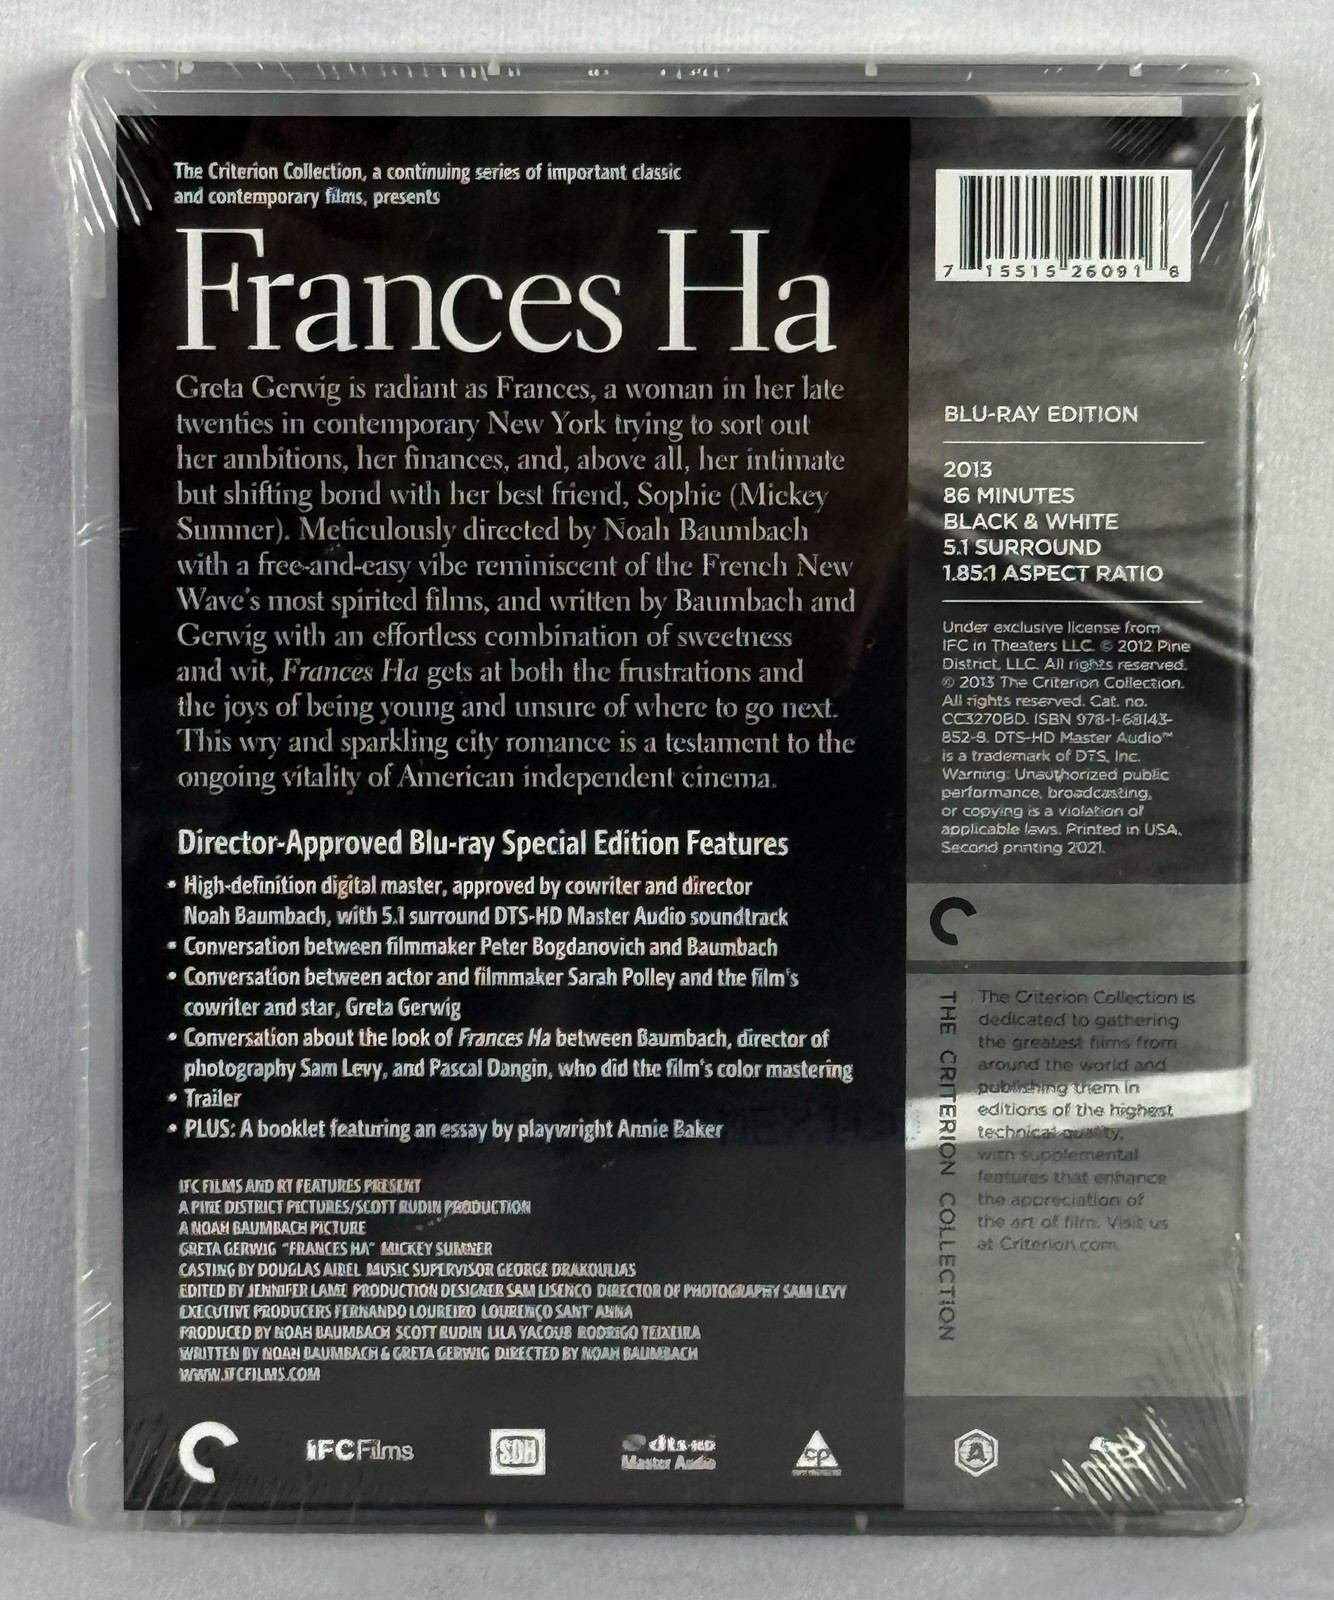 The Criterion Collection, a continuing series of important classic
and contemporary films, presents
Frances Ha
Greta Gerwig is radiant as Frances, a woman in her late
twenties in contemporary New York trying to sort out
her ambitions, her finances, and, above all, her intimate
but shifting bond with her best friend, Sophie (Mickey
Sumner). Meticulously directed by Noah Baumbach
with a free-and-easy vibe reminiscent of the French New
Wave's most spirited films, and written by Baumbach and
Gerwig with an effortless combination of sweetness
and wit, Frances Ha gets at both the frustrations and
the joys of being young and unsure of where to go next.
This wry and sparkling city romance is a testament to the
ongoing vitality of American independent cinema.
Director-Approved Blu-ray Special Edition Features
• High-definition digital master, approved by cowriter and director
Noah Baumbach, with 5.1 surround DTS-HD Master Audio soundtrack
• Conversation between filmmaker Peter Bogdanovich and Baumbach
• Conversation between actor and filmmaker Sarah Polley and the film's
cowriter and star, Greta Gerwig
• Conversation about the look of Frances Ha between Baumbach, director of
photography Sam Levy, and Pascal Dangin, who did the film's color mastering
• Trailer
• PLUS: A booklet featuring an essay by playwright Annie Baker
IFC FILMS AND RT FEATURES PRESENT
A PINE DISTRICT PICTURES/SCOTT RUDIN PRODUCTION
A NOAH BAUMBACH PICTURE
GRETA GERWIG "FRANCES HA" MICKEY SUMNER
CASTING BY DOUGLAS AIBEL MUSIC SUPERVISOR GEORGE DRAKOULIAS
EDITED BY JENNIFER LAME PRODUCTION DESIGNER SAM LISENCO DIRECTOR OF PHOTOGRAPHY SAM LEVY
EXECUTIVE PRODUCERS FERNANDO LOUREIRO LOURENÇO SANT' ANNA
PRODUCED BY NOAH BAUMBACH SCOTT RUDIN LILA YACOUB RODRIGO TEIXEIRA
WRITTEN BY NOAH BAUMBACH & GRETA GERWIG DIRECTED BY NOAH BAUMBACH
WWW.IFCFILMS.COM
IFC Films
SDH
dts-HD
Master Audio
CP
A
7 15515 26091 8
BLU-RAY EDITION
2013
86 MINUTES
BLACK & WHITE
5.1 SURROUND
1.85:1 ASPECT RATIO
Under exclusive license from
IFC in Theaters LLC. © 2012 Pine
District, LLC. All rights reserved.
© 2013 The Criterion Collection.
All rights reserved. Cat. no.
CC3270BD. ISBN 978-1-68143-
852-8. DTS-HD Master Audio™
is a trademark of DTS, Inc.
Warning: Unauthorized public
performance, broadcasting,
or copying is a violation of
applicable laws. Printed in USA.
Second printing 2021.
THE CRITERION COLLECTION
The Criterion Collection is
dedicated to gathering
the greatest films from
around the world and
publishing them in
editions of the highest
technical quality,
with supplemental
features that enhance
the appreciation of
the art of film. Visit us
at Criterion.com.